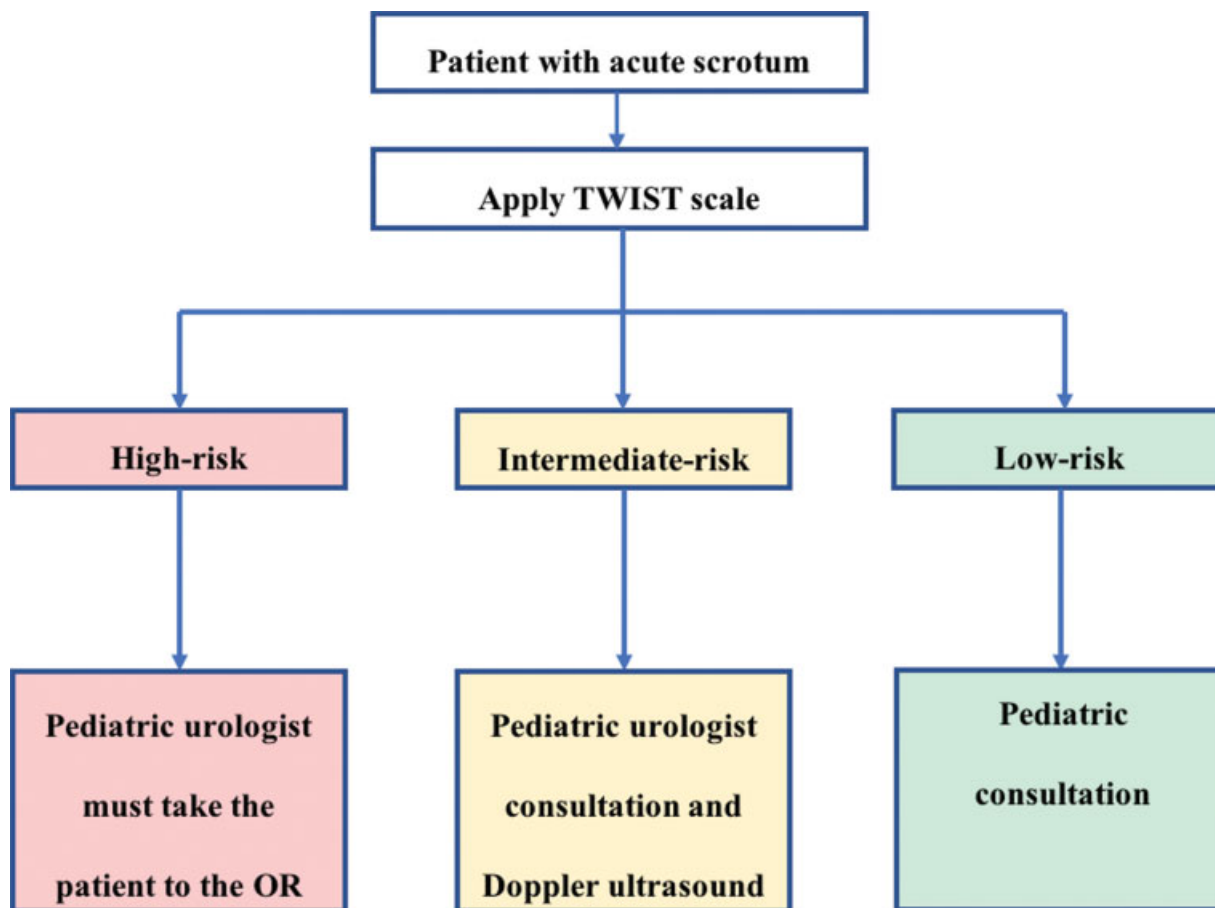 Patient with acute scrotum
Apply TWIST scale
High-risk
Intermediate-risk
Low-risk
Pediatric urologist
must take the
patient to the OR
Pediatric urologist
consultation and
Doppler ultrasound
Pediatric
consultation